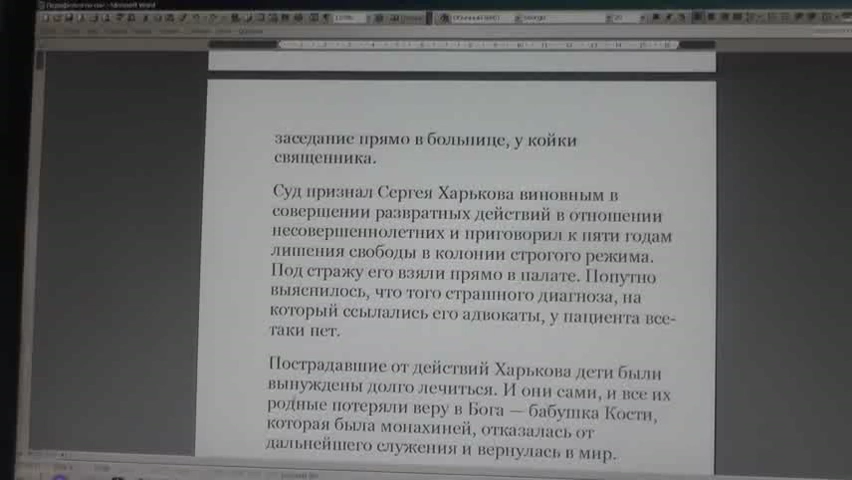 Microsoft Word
заседание прямо в больнице, у койки
священника.
Суд признал Сергея Харькова виновным в
совершении развратных действий в отношении
несовершеннолетних и приговорил к пяти годам
лишения свободы в колонии строгого режима.
Под стражу его взяли прямо в палате. Попутно
выяснилось, что того страшного диагноза, на
который ссылались его адвокаты, у пациента все-
таки нет.
Пострадавшие от действий Харькова дети были
вынуждены долго лечиться. И они сами, и все их
родные потеряли веру в Бога — бабушка Кости,
которая была монахиней, отказалась от
дальнейшего служения и вернулась в мир.